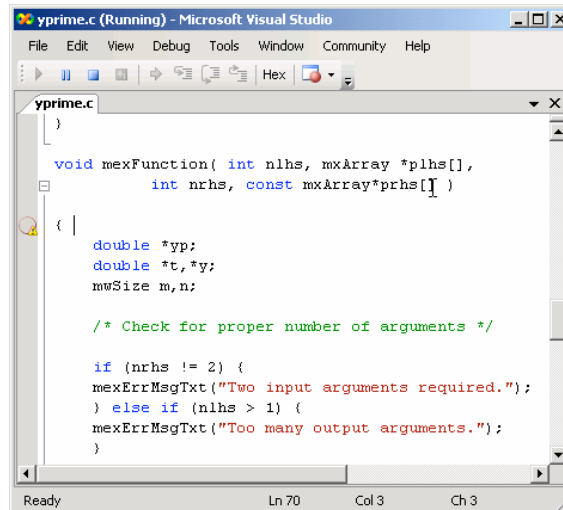 yprime.c (Running) - Microsoft Visual Studio
File Edit View Debug Tools Window Community Help
Hex
yprime.c
}
void mexFunction( int nlhs, mxArray *plhs[],
int nrhs, const mxArray*prhs[] )
{
double *yp;
double *t,*y;
mwSize m,n;
/* Check for proper number of arguments */
if (nrhs != 2) {
mexErrMsgTxt("Two input arguments required.");
} else if (nlhs > 1) {
mexErrMsgTxt("Too many output arguments.");
}
Ready Ln 70 Col 3 Ch 3